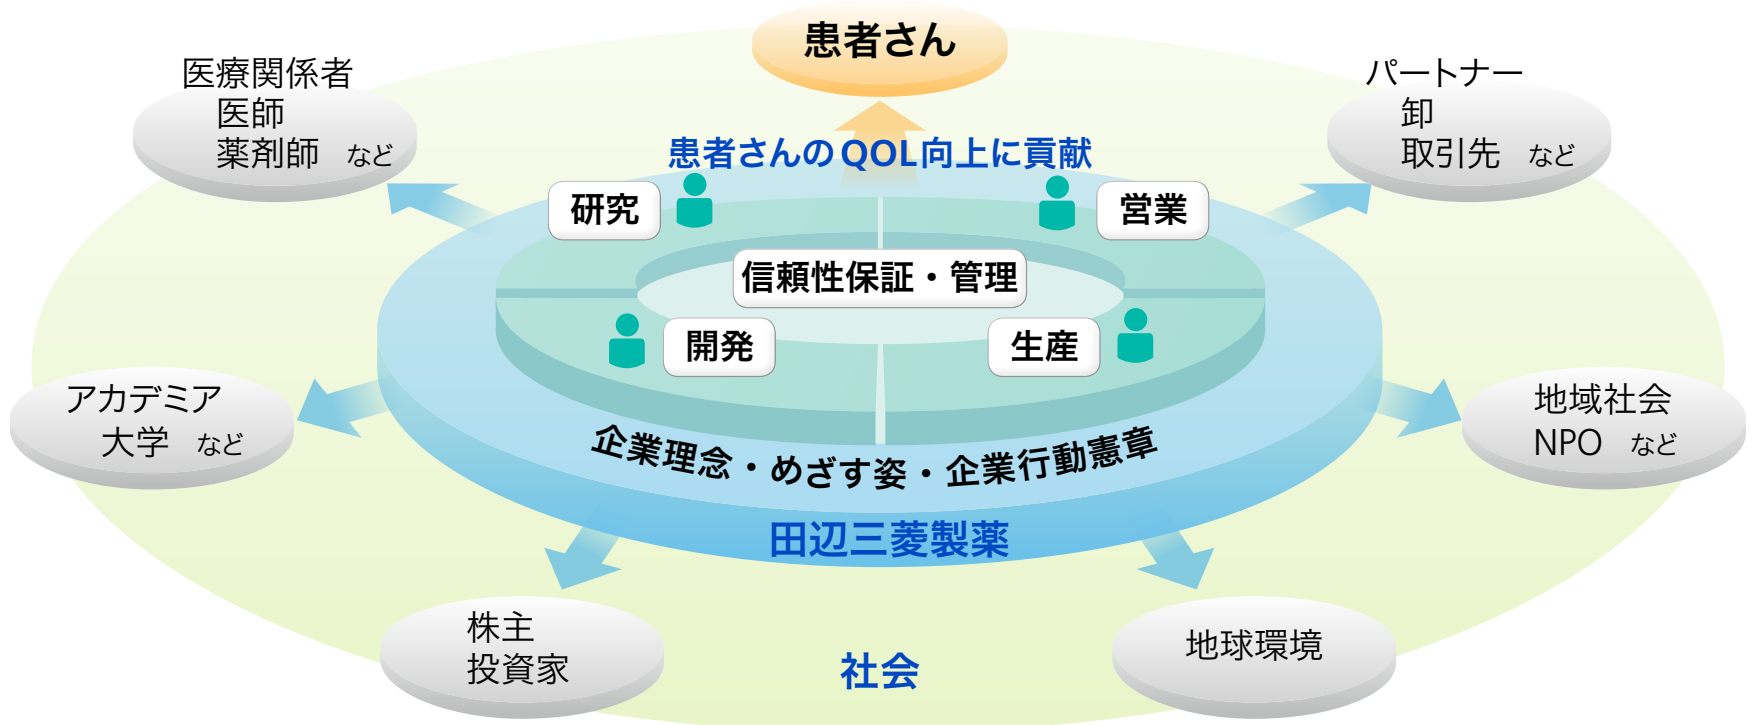 患者さん
医療関係者
医師
薬剤師 など
パートナー
卸
取引先 など
患者さんのQOL向上に貢献
研究
営業
信頼性保証・管理
開発
生産
アカデミア
大学 など
地域社会
NPO など
企業理念・めざす姿・企業行動憲章
田辺三菱製薬
株主
投資家
社会
地球環境